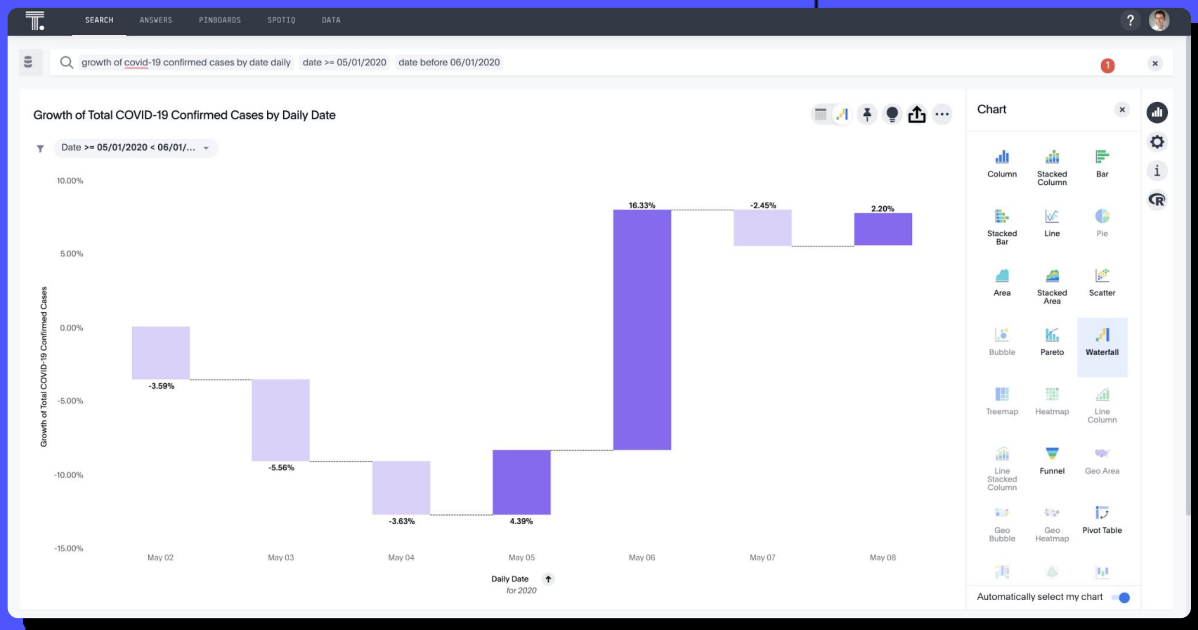 T.
SEARCH ANSWERS PINBOARDS SPOTIQ DATA
?
growth of covid-19 confirmed cases by date daily date >= 05/01/2020 date before 06/01/2020
1
Growth of Total COVID-19 Confirmed Cases by Daily Date
Date >= 05/01/2020 < 06/01/...
10.00%
5.00%
0.00%
-5.00%
-10.00%
-15.00%
Growth of Total COVID-19 Confirmed Cases
-3.59%
-5.56%
-3.63%
4.39%
16.33%
-2.45%
2.20%
May 02 May 03 May 04 May 05 May 06 May 07 May 08
Daily Date
for 2020
Chart
Column Stacked Bar
Column
Stacked Line Pie
Bar
Area Stacked Scatter
Area
Bubble Pareto Waterfall
Treemap Heatmap Line
Column
Line Funnel Geo Area
Stacked
Column
Geo Geo Pivot Table
Bubble Heatmap
Automatically select my chart
i
R